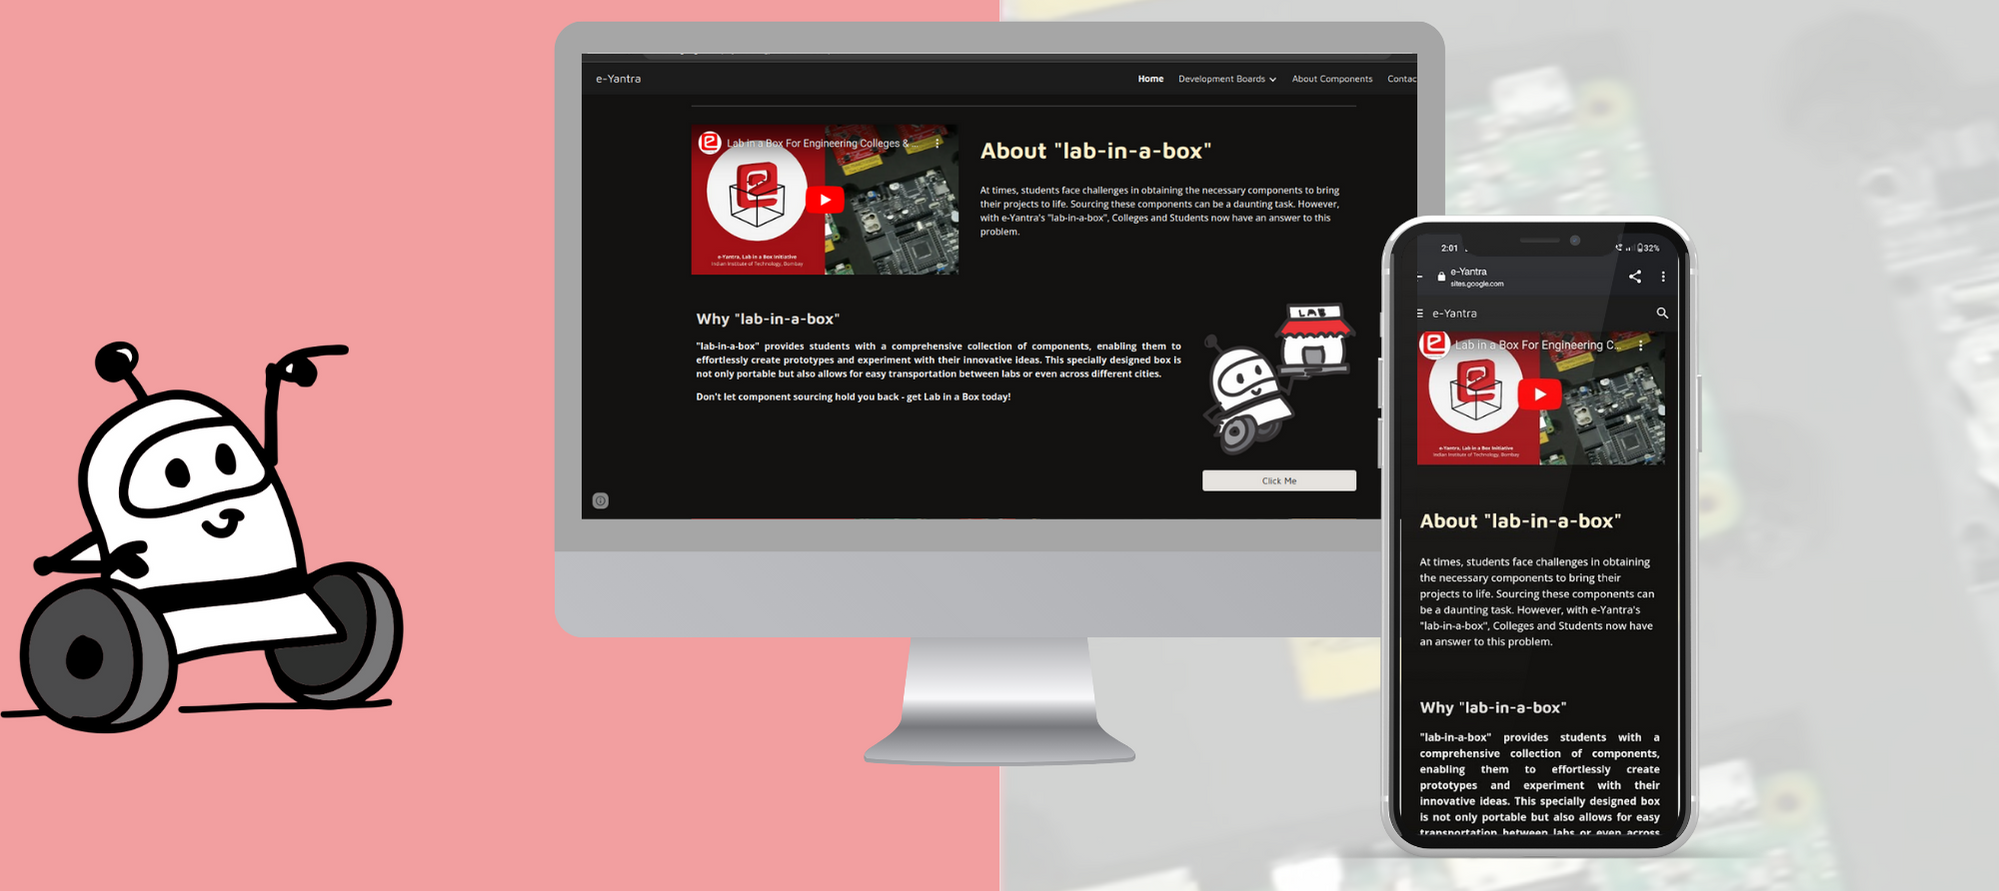 e-Yantra
Home Development Boards About Components Contac
Lab in a Box For Engineering Colleges & ...
e-Yantra, Lab in a Box Initiative
Indian Institute of Technology, Bombay
About "lab-in-a-box"
At times, students face challenges in obtaining the necessary components to bring
their projects to life. Sourcing these components can be a daunting task. However,
with e-Yantra's "lab-in-a-box", Colleges and Students now have an answer to this
problem.
Why "lab-in-a-box"
"lab-in-a-box" provides students with a comprehensive collection of components, enabling them to
effortlessly create prototypes and experiment with their innovative ideas. This specially designed box is
not only portable but also allows for easy transportation between labs or even across different cities.
Don't let component sourcing hold you back - get Lab in a Box today!
LAB
Click Me
2:01
32%
e-Yantra
sites.google.com
e-Yantra
Lab in a Box For Engineering C...
e-Yantra, Lab in a Box Initiative
Indian Institute of Technology, Bombay
About "lab-in-a-box"
At times, students face challenges in obtaining
the necessary components to bring their
projects to life. Sourcing these components can
be a daunting task. However, with e-Yantra's
"lab-in-a-box", Colleges and Students now have
an answer to this problem.
Why "lab-in-a-box"
"lab-in-a-box" provides students with a
comprehensive collection of components,
enabling them to effortlessly create
prototypes and experiment with their
innovative ideas. This specially designed box
is not only portable but also allows for easy
transportation between labs or even across